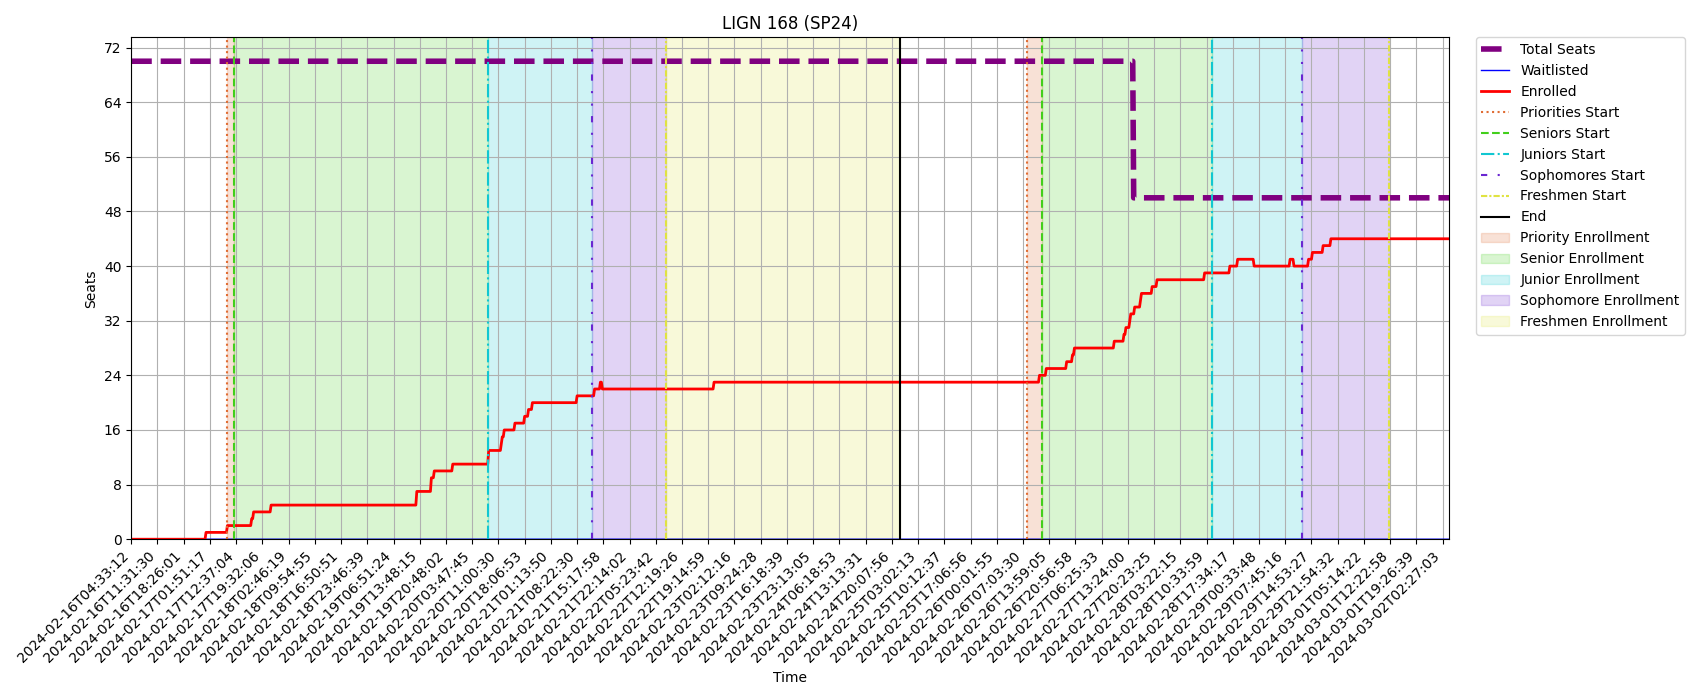 LIGN 168 (SP24)
Seats
72
64
56
48
40
32
24
16
8
0
2024-02-16T04:33:12
2024-02-16T11:31:30
2024-02-16T18:26:01
2024-02-17T01:51:17
2024-02-17T12:37:04
2024-02-17T19:32:06
2024-02-18T02:46:19
2024-02-18T09:54:55
2024-02-18T16:50:51
2024-02-18T23:46:39
2024-02-19T06:51:24
2024-02-19T13:48:15
2024-02-19T20:48:02
2024-02-20T03:47:45
2024-02-20T11:00:30
2024-02-20T18:06:53
2024-02-21T01:13:50
2024-02-21T08:22:30
2024-02-21T15:17:58
2024-02-21T22:14:02
2024-02-22T05:23:42
2024-02-22T12:19:26
2024-02-22T19:14:59
2024-02-23T02:12:16
2024-02-23T09:24:28
2024-02-23T16:18:39
2024-02-23T23:13:05
2024-02-24T06:18:53
2024-02-24T13:13:31
2024-02-24T20:07:56
2024-02-25T03:02:13
2024-02-25T10:12:37
2024-02-25T17:06:56
2024-02-26T00:01:55
2024-02-26T07:03:30
2024-02-26T13:59:05
2024-02-26T20:56:58
2024-02-27T06:25:33
2024-02-27T13:24:00
2024-02-27T20:23:25
2024-02-28T03:22:15
2024-02-28T10:33:59
2024-02-28T17:34:17
2024-02-29T00:33:48
2024-02-29T07:45:16
2024-02-29T14:53:27
2024-02-29T21:54:32
2024-03-01T05:14:22
2024-03-01T12:22:58
2024-03-01T19:26:39
2024-03-02T02:27:03
Time
Total Seats
Waitlisted
Enrolled
Priorities Start
Seniors Start
Juniors Start
Sophomores Start
Freshmen Start
End
Priority Enrollment
Senior Enrollment
Junior Enrollment
Sophomore Enrollment
Freshmen Enrollment